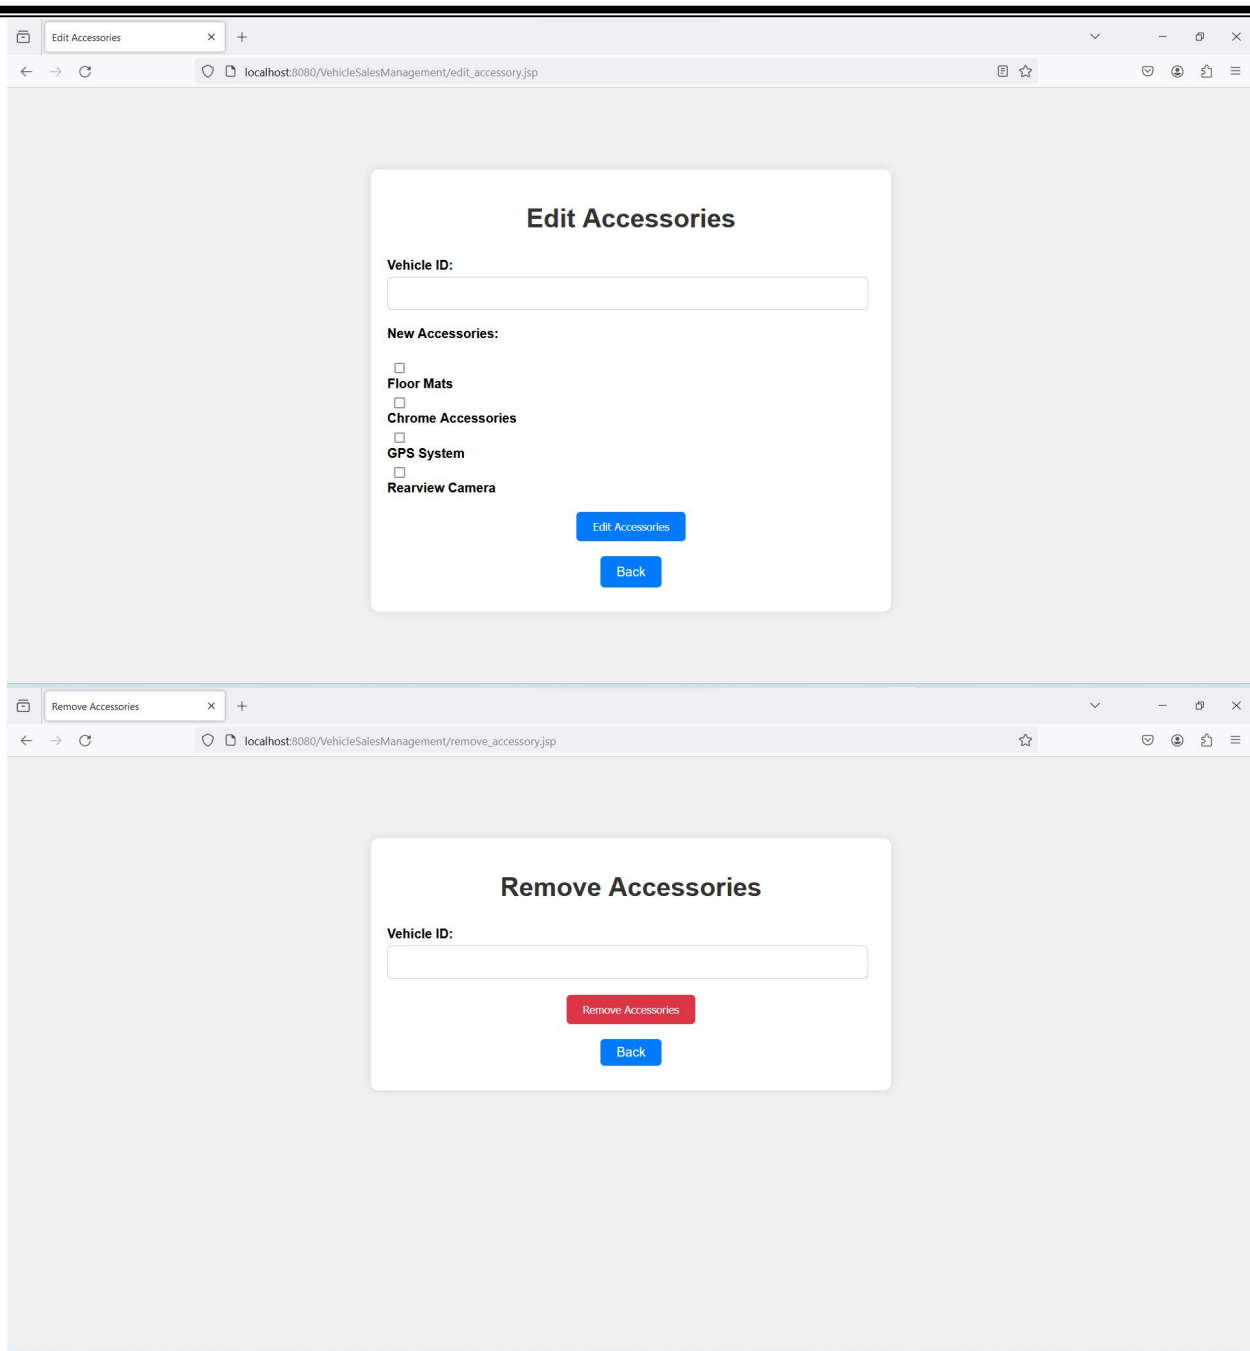 Edit Accessories
localhost:8080/VehicleSalesManagement/edit_accessory.jsp
Edit Accessories
Vehicle ID:
New Accessories:
Floor Mats
Chrome Accessories
GPS System
Rearview Camera
Edit Accessories
Back
Remove Accessories
localhost:8080/VehicleSalesManagement/remove_accessory.jsp
Remove Accessories
Vehicle ID:
Remove Accessories
Back